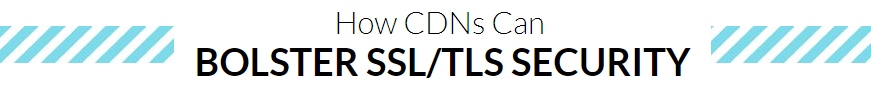 How CDNs Can
BOLSTER SSL/TLS SECURITY